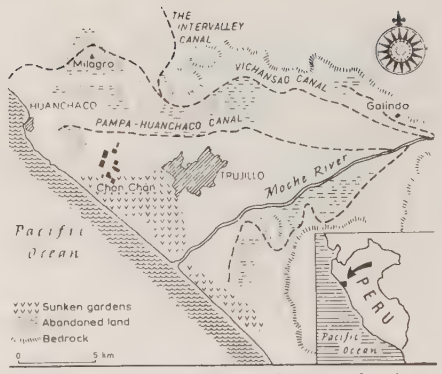 THE
INTERVALLEY
CANAL
Milagro
VICHANSAO CANAL
HUANCHACO
Galindo
PAMPA-HUANCHACO CANAL
Chan Chan
TRUJILLO
Moche River
Pacific
Ocean
PERU
Pacific
Ocean
Sunken gardens
Abandoned land
Bedrock
0 5 km